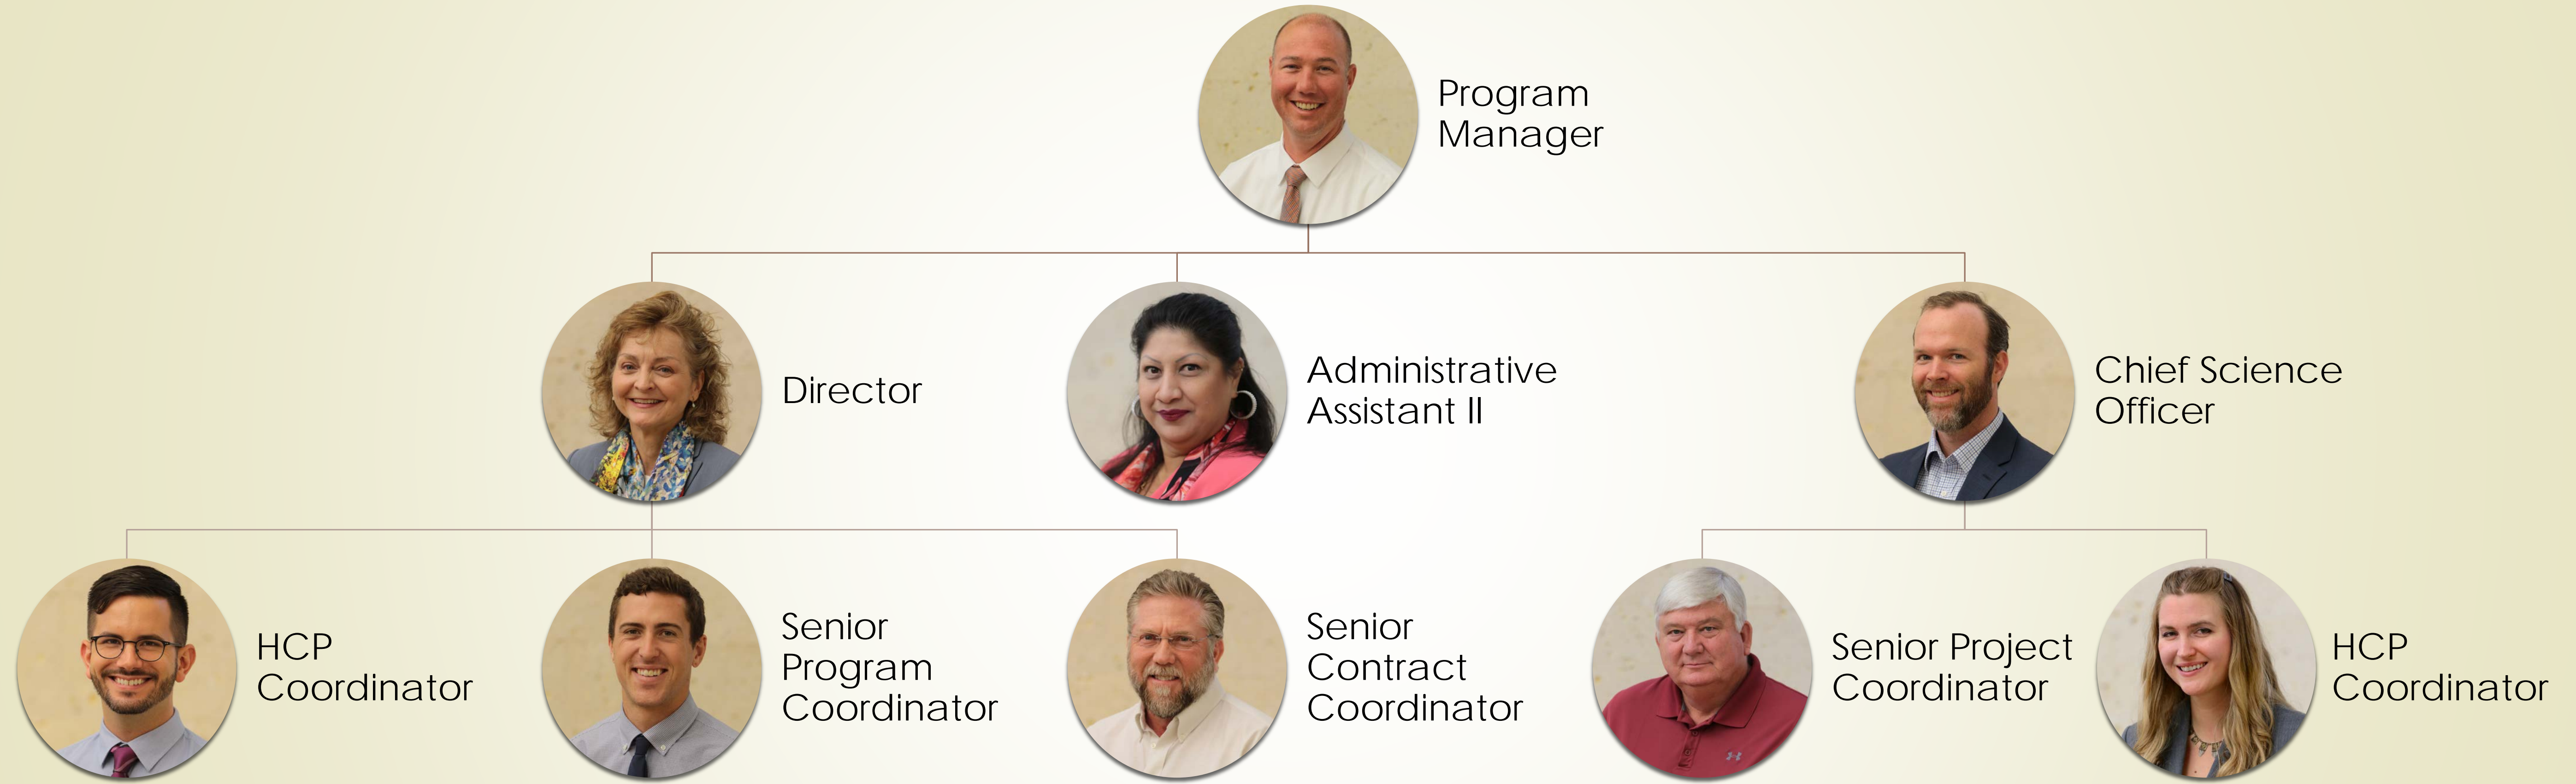 Program
Manager
Director
Administrative
Assistant II
Chief Science
Officer
HCP
Coordinator
Senior
Program
Coordinator
Senior
Contract
Coordinator
Senior Project
Coordinator
HCP
Coordinator